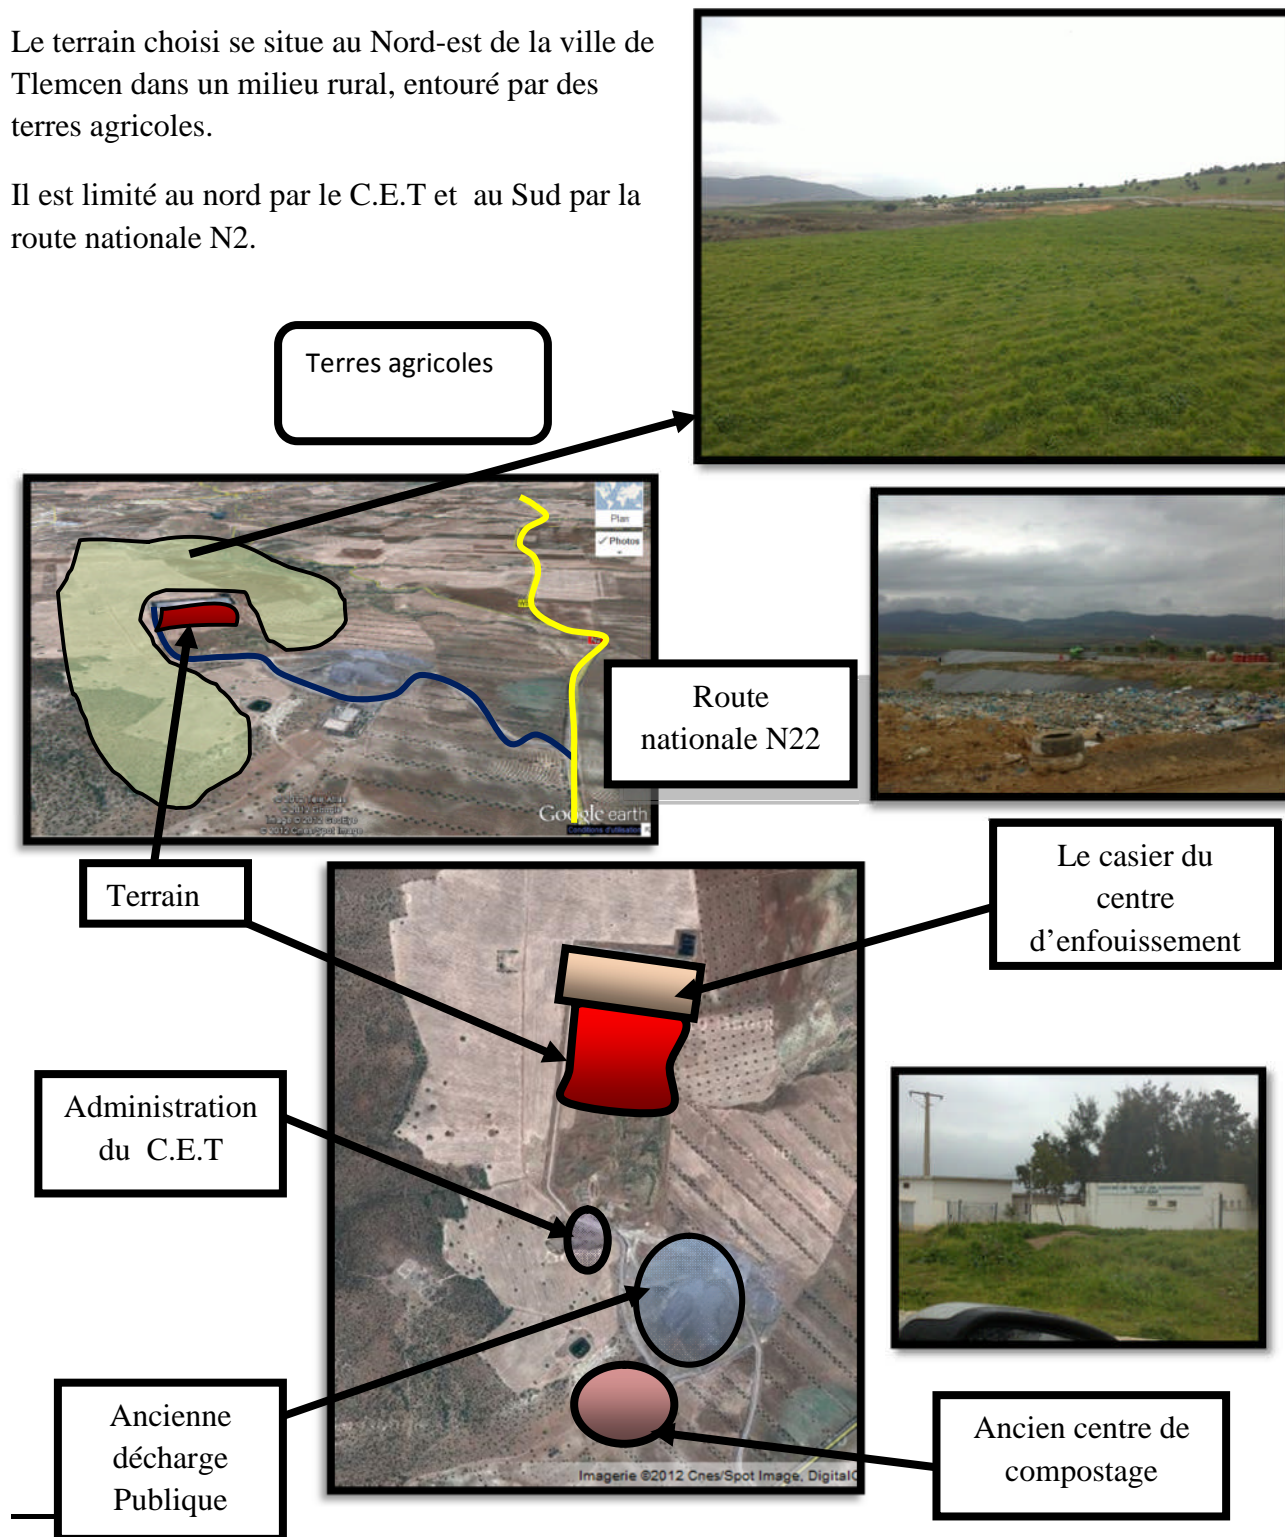 Le terrain choisi se situe au Nord-est de la ville de
Tlemcen dans un milieu rural, entouré par des
terres agricoles.
Il est limité au nord par le C.E.T et au Sud par la
route nationale N2.
Terres agricoles
Plan
✓ Photos
Google earth
Conditions d'utilisation
Route
nationale N22
Terrain
Le casier du
centre
d'enfouissement
Administration
du C.E.T
Ancienne
décharge
Publique
Imagerie ©2012 Cnes/Spot Image,
Ancien centre de
compostage